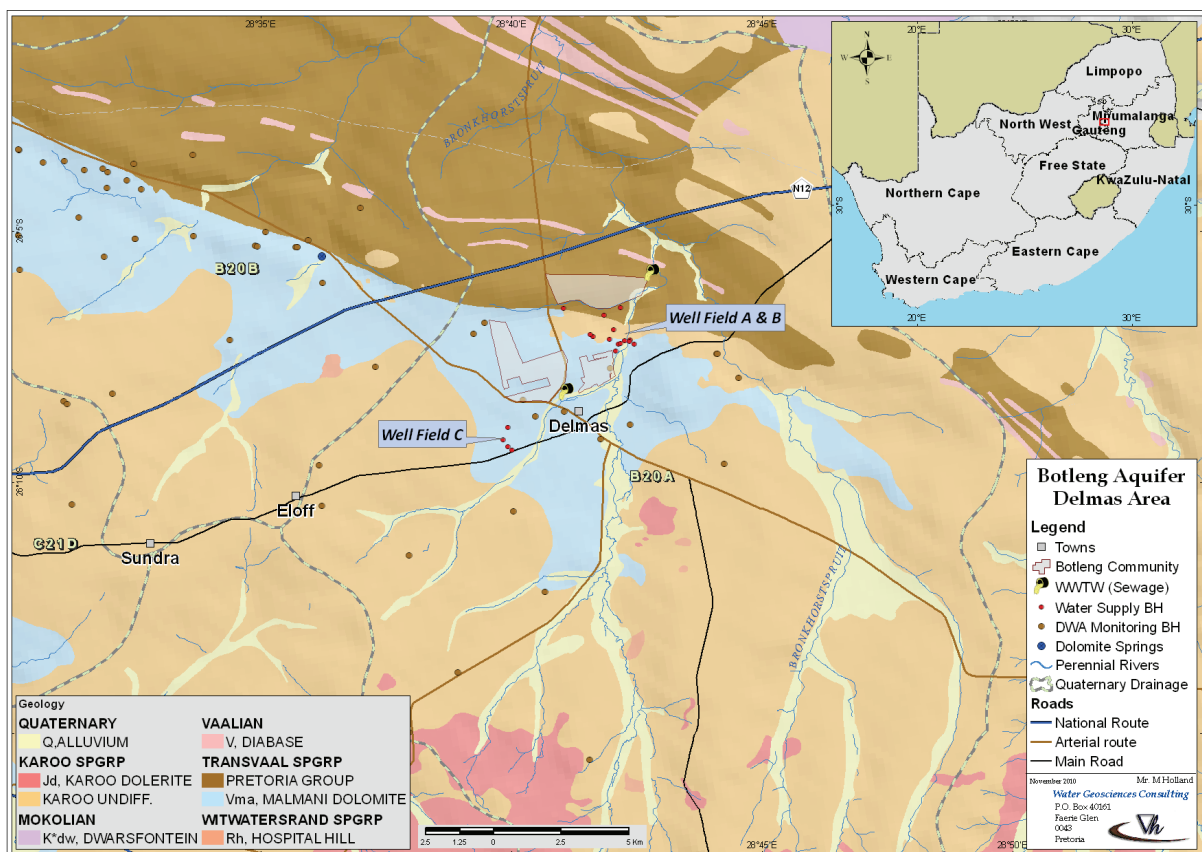 28°35'E
28°40'E
28°45'E
20°E
30°E
N
W
E
S
Limpopo
Mpumalanga
North West
Gauteng
Free State
KwaZulu-Natal
Northern Cape
30°S
30°S
Eastern Cape
Western Cape
20°E
30°E
BRONKHORSTSPRUIT
N12
26°5'S
B20B
Well Field A & B
Well Field C
Delmas
26°10'S
B20A
Eloff
C21D
Sundra
BRONKHORSTSPRUIT
Botleng Aquifer
Delmas Area
Legend
Towns
Botleng Community
WWTW (Sewage)
Water Supply BH
DWA Monitoring BH
Dolomite Springs
Perennial Rivers
Quaternary Drainage
Roads
National Route
Arterial route
Main Road
November 2010 Mr. M Holland
Water Geosciences Consulting
P.O. Box 40161
Faerie Glen
0043
Pretoria
Vh
Geology
QUATERNARY
Q,ALLUVIUM
KAROO SPGRP
Jd, KAROO DOLERITE
KAROO UNDIFF.
MOKOLIAN
K*dw, DWARSFONTEIN
VAALIAN
V, DIABASE
TRANSVAAL SPGRP
PRETORIA GROUP
Vma, MALMANI DOLOMITE
WITWATERSRAND SPGRP
Rh, HOSPITAL HILL
2.5 1.25 0 2.5 5 Km
28°45'E
28°50'E